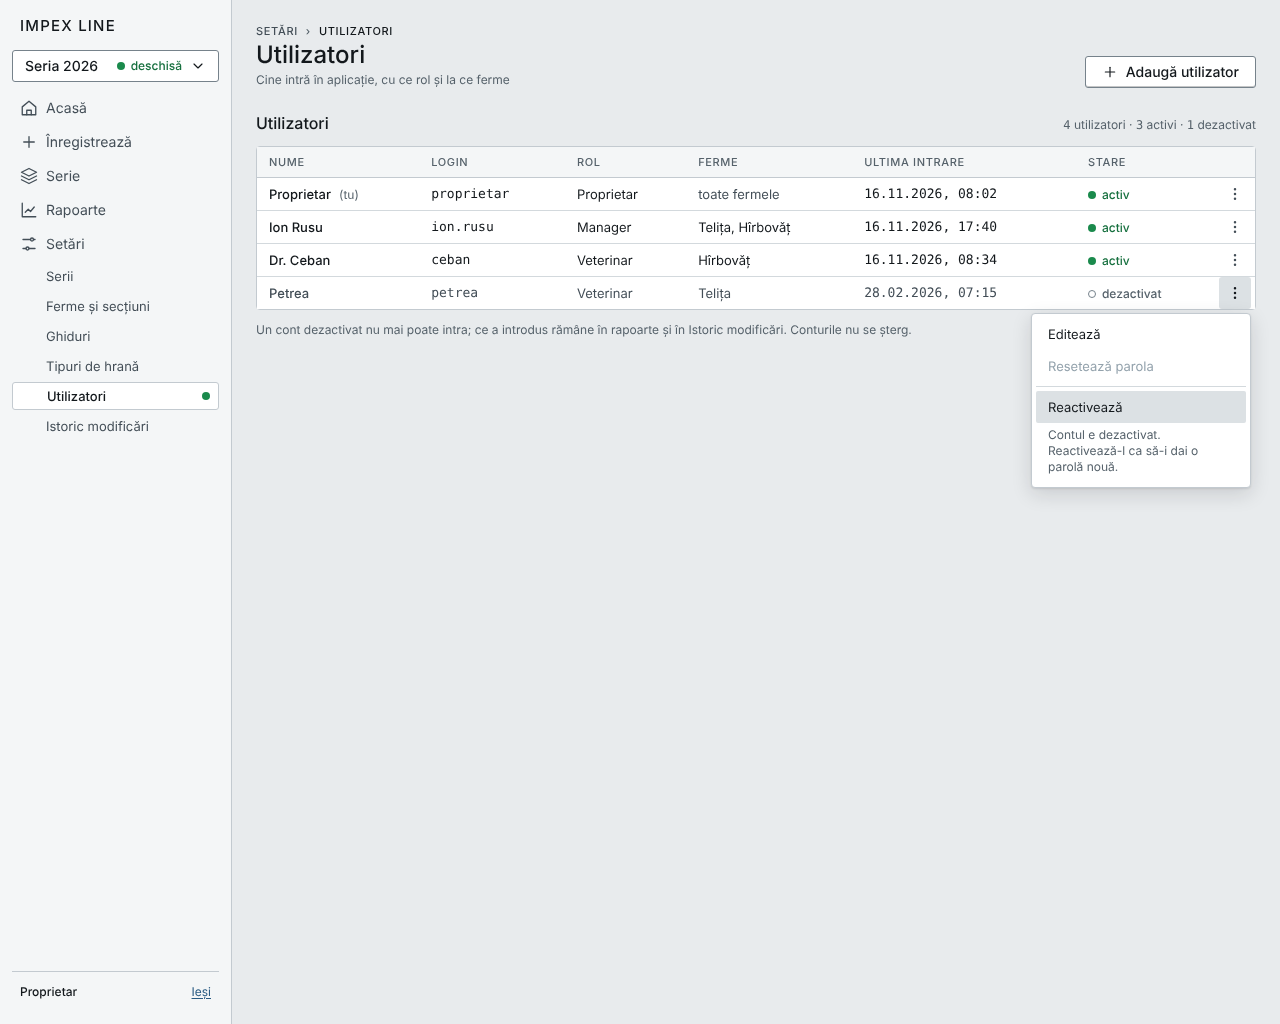 IMPEX LINE
Seria 2026 deschisă
Acasă
Înregistrează
Serie
Rapoarte
Setări
Serii
Ferme și secțiuni
Ghiduri
Tipuri de hrană
Utilizatori
Istoric modificări
Proprietar Ieși
SETĂRI › UTILIZATORI
Utilizatori
Cine intră în aplicație, cu ce rol și la ce ferme
Adaugă utilizator
Utilizatori
4 utilizatori · 3 activi · 1 dezactivat
NUME LOGIN ROL FERME ULTIMA INTRARE STARE
Proprietar (tu) proprietar Proprietar toate fermele 16.11.2026, 08:02 activ
Ion Rusu ion.rusu Manager Telița, Hîrbovăț 16.11.2026, 17:40 activ
Dr. Ceban ceban Veterinar Hîrbovăț 16.11.2026, 08:34 activ
Petrea petrea Veterinar Telița 28.02.2026, 07:15 dezactivat
Un cont dezactivat nu mai poate intra; ce a introdus rămâne în rapoarte și în Istoric modificări. Conturile nu se șterg.
Editează
Resetează parola
Reactivează
Contul e dezactivat.
Reactivează-l ca să-i dai o
parolă nouă.